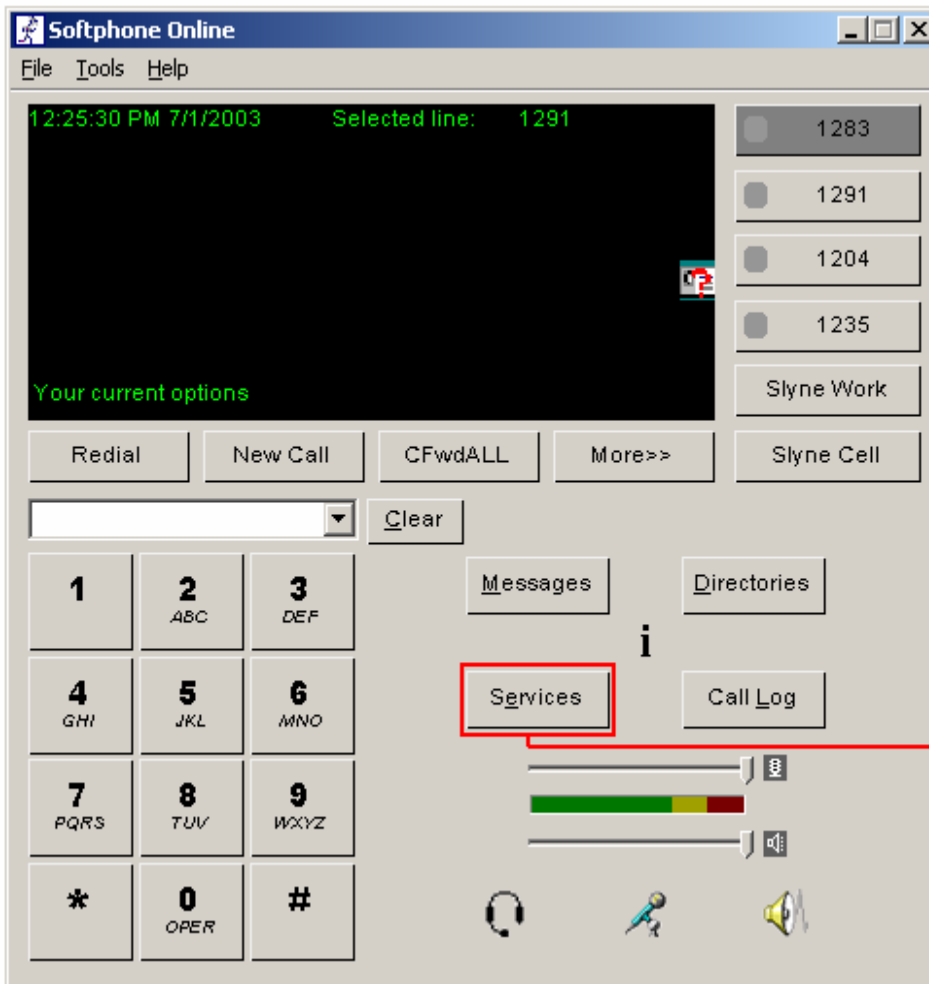 Softphone Online
File Tools Help
12:25:30 PM 7/1/2003 Selected line: 1291
1283
1291
1204
1235
Your current options
Slyne Work
Redial New Call CFwdALL More>> Slyne Cell
Clear
1 2 ABC 3 DEF
Messages Directories
i
4 GHI 5 JKL 6 MNO
Services Call Log
7 PQRS 8 TUV 9 WXYZ
* 0 OPER #